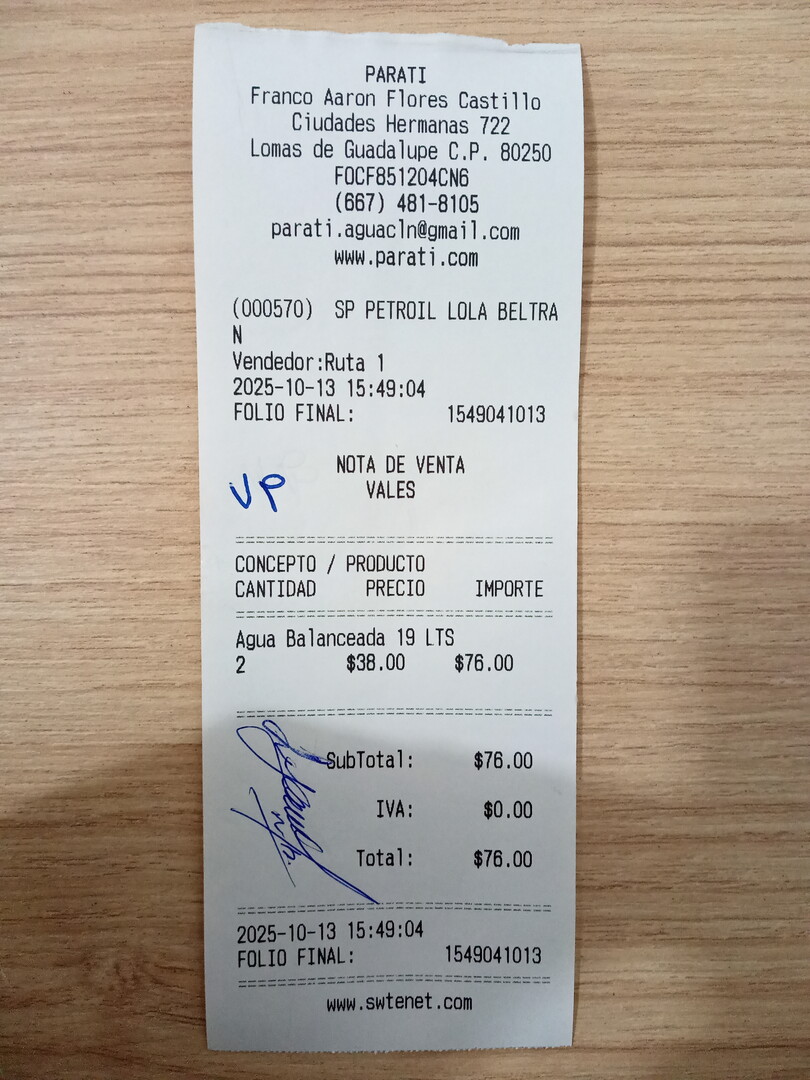 PARATI
Franco Aaron Flores Castillo
Ciudades Hermanas 722
Lomas de Guadalupe C.P. 80250
FOCF851204CN6
(667) 481-8105
parati.aguacln@gmail.com
www.parati.com
(000570) SP PETROIL LOLA BELTRA
N
Vendedor:Ruta 1
2025-10-13 15:49:04
FOLIO FINAL: 1549041013
NOTA DE VENTA
VALES
VP
CONCEPTO / PRODUCTO
CANTIDAD PRECIO IMPORTE
Agua Balanceada 19 LTS
2 $38.00 $76.00
SubTotal: $76.00
IVA: $0.00
Total: $76.00
2025-10-13 15:49:04
FOLIO FINAL: 1549041013
www.swtenet.com